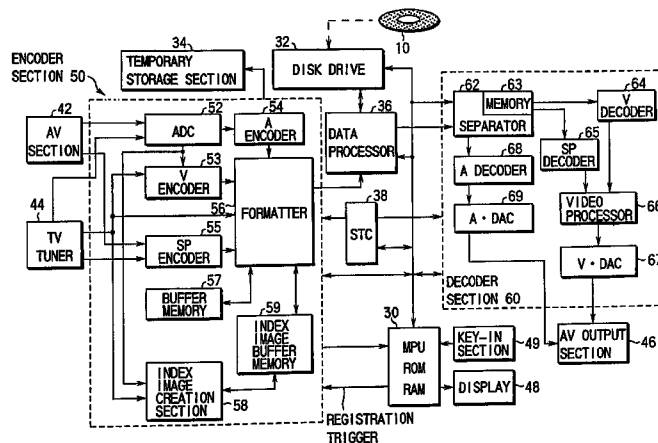 ENCODER
SECTION 50
34
TEMPORARY
STORAGE SECTION
32
DISK DRIVE
10
42
AV
SECTION
52
ADC
54
A
ENCODER
36
DATA
PROCESSOR
62
63
MEMORY
SEPARATOR
64
V
DECODER
65
SP
DECODER
53
V ENCODER
56
FORMATTER
68
A DECODER
44
TV
TUNER
55
SP
ENCODER
38
STC
69
A・DAC
VIDEO
PROCESSOR
66
57
BUFFER
MEMORY
V・DAC
67
DECODER
SECTION 60
59
INDEX
IMAGE
BUFFER
MEMORY
30
MPU
ROM
RAM
KEY-IN
SECTION
49
AV OUTPUT
SECTION
46
INDEX
IMAGE
CREATION
SECTION
58
DISPLAY
48
REGISTRATION
TRIGGER